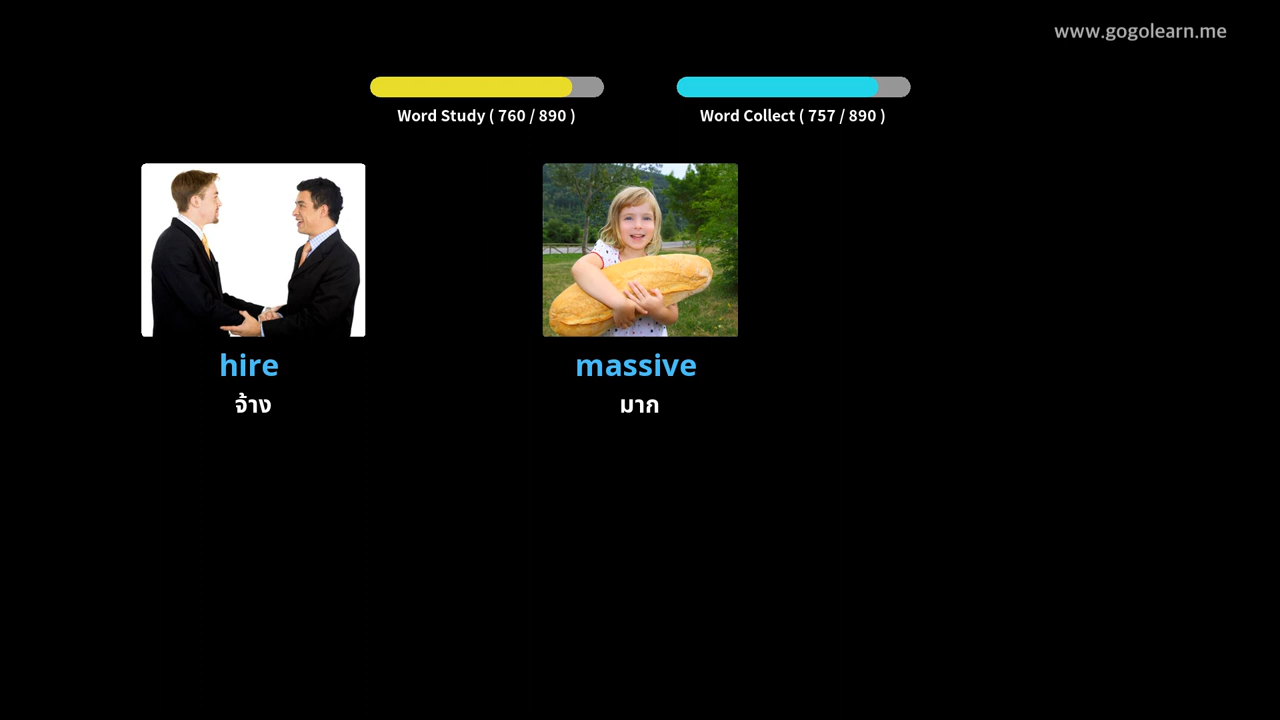 www.gogolearn.me
Word Study ( 760 / 890 )
Word Collect ( 757 / 890 )
hire
จ้าง
massive
มาก